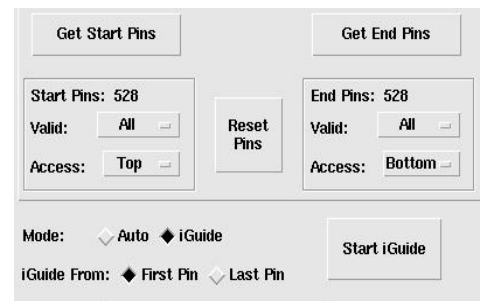 Get Start Pins
Get End Pins
Start Pins: 528
Valid: All
Access: Top
Reset
Pins
End Pins: 528
Valid: All
Access: Bottom
Mode: Auto iGuide
iGuide From: First Pin Last Pin
Start iGuide